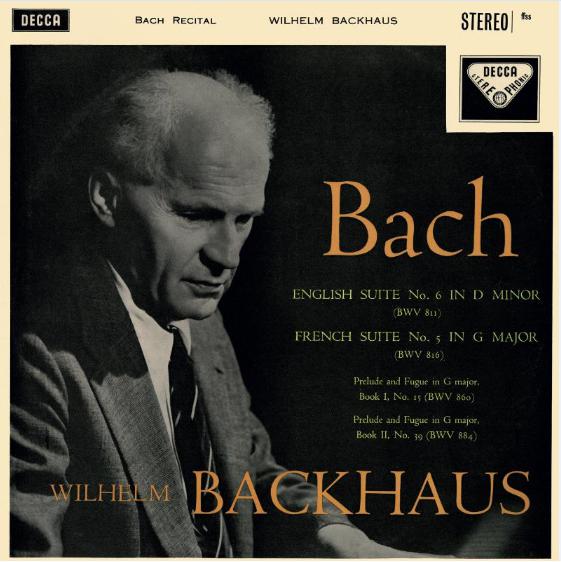 DECCA
BACH RECITAL
WILHELM BACKHAUS
STEREO
ffss
DECCA
STEREOPHONIC
Bach
ENGLISH SUITE No. 6 IN D MINOR
(BWV 811)
FRENCH SUITE No. 5 IN G MAJOR
(BWV 816)
Prelude and Fugue in G major,
Book I, No. 15 (BWV 860)
Prelude and Fugue in G major,
Book II, No. 39 (BWV 884)
WILHELM BACKHAUS